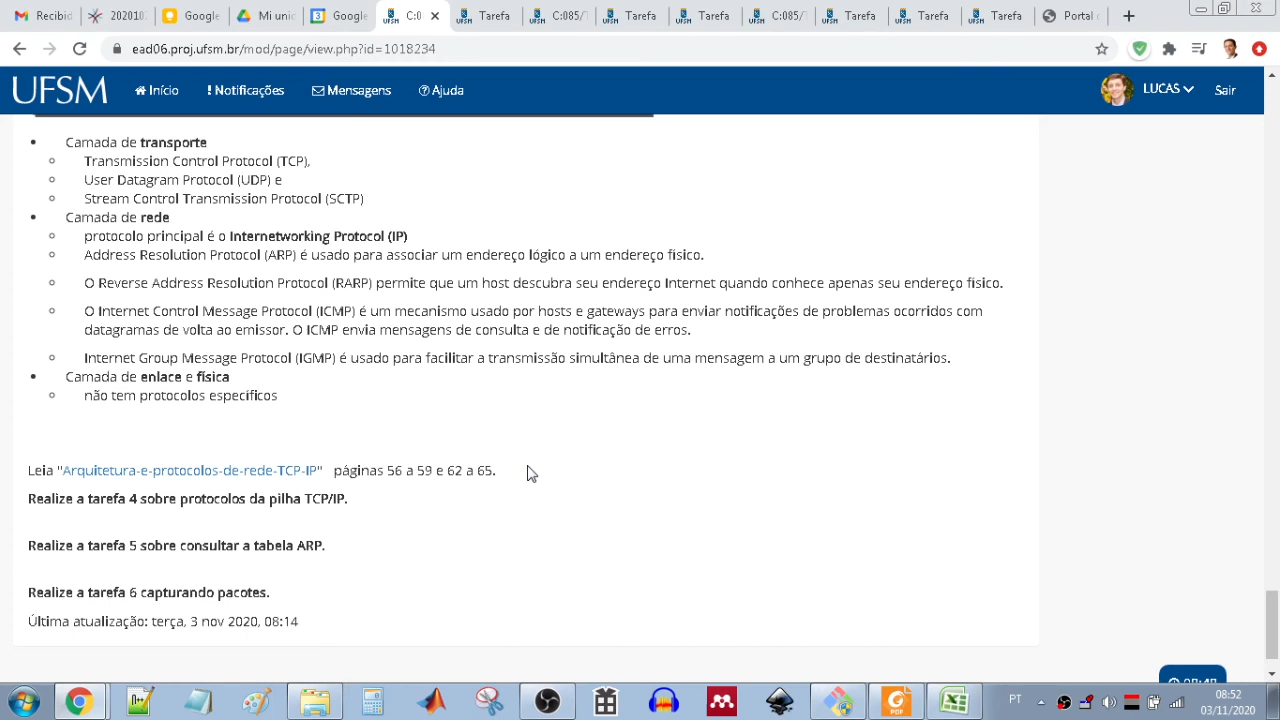 Recibid
201810
Google
Mi unid
Google
C:0
Tarefa
C:085/
Tarefa
Tarefa
C:085/
Tarefa
Tarefa
Tarefa
Portal c
ead06.proj.ufsm.br/mod/page/view.php?id=1018234
UFSM
Início
Notificações
Mensagens
Ajuda
LUCAS
Sair
• Camada de transporte
○ Transmission Control Protocol (TCP),
○ User Datagram Protocol (UDP) e
○ Stream Control Transmission Protocol (SCTP)
• Camada de rede
○ protocolo principal é o Internetworking Protocol (IP)
○ Address Resolution Protocol (ARP) é usado para associar um endereço lógico a um endereço físico.
○ O Reverse Address Resolution Protocol (RARP) permite que um host descubra seu endereço Internet quando conhece apenas seu endereço físico.
○ O Internet Control Message Protocol (ICMP) é um mecanismo usado por hosts e gateways para enviar notificações de problemas ocorridos com
datagramas de volta ao emissor. O ICMP envia mensagens de consulta e de notificação de erros.
○ Internet Group Message Protocol (IGMP) é usado para facilitar a transmissão simultânea de uma mensagem a um grupo de destinatários.
• Camada de enlace e física
○ não tem protocolos específicos
Leia "Arquitetura-e-protocolos-de-rede-TCP-IP" páginas 56 a 59 e 62 a 65.
Realize a tarefa 4 sobre protocolos da pilha TCP/IP.
Realize a tarefa 5 sobre consultar a tabela ARP.
Realize a tarefa 6 capturando pacotes.
Última atualização: terça, 3 nov 2020, 08:14
PT
08:52
03/11/2020